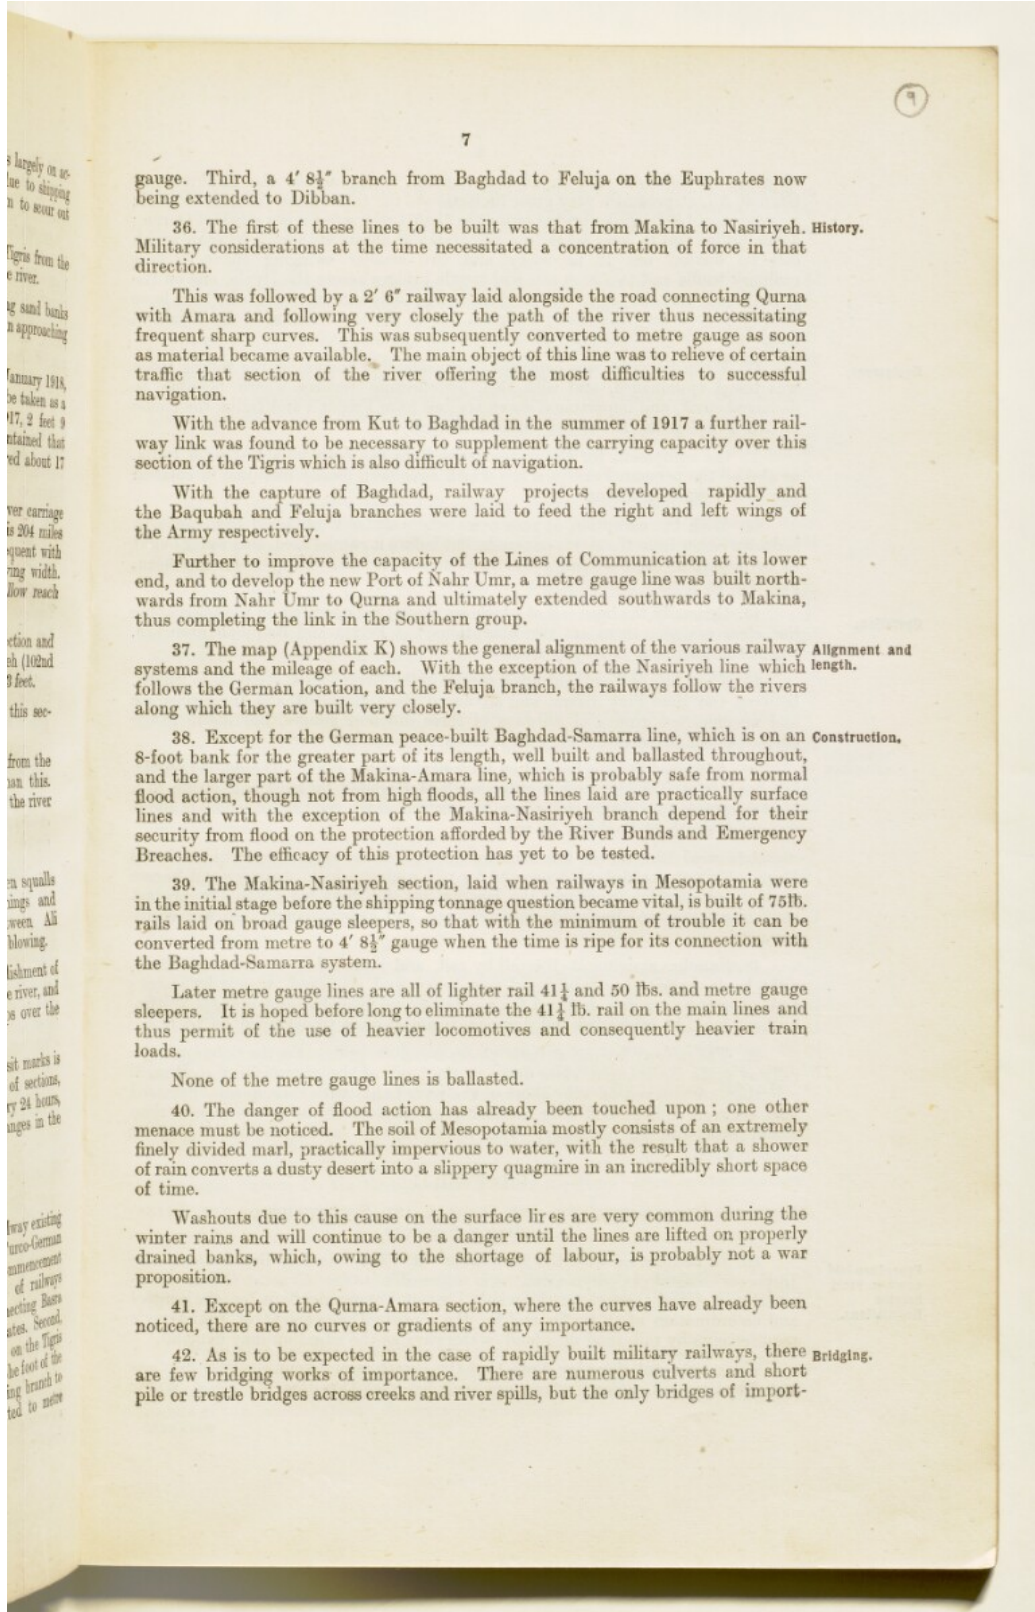 9
7
gauge. Third, a 4′ 8½″ branch from Baghdad to Feluja on the Euphrates now
being extended to Dibban.
36. The first of these lines to be built was that from Makina to Nasiriyeh. History.
Military considerations at the time necessitated a concentration of force in that
direction.
This was followed by a 2′ 6″ railway laid alongside the road connecting Qurna
with Amara and following very closely the path of the river thus necessitating
frequent sharp curves. This was subsequently converted to metre gauge as soon
as material became available. The main object of this line was to relieve of certain
traffic that section of the river offering the most difficulties to successful
navigation.
With the advance from Kut to Baghdad in the summer of 1917 a further rail-
way link was found to be necessary to supplement the carrying capacity over this
section of the Tigris which is also difficult of navigation.
With the capture of Baghdad, railway projects developed rapidly and
the Baqubah and Feluja branches were laid to feed the right and left wings of
the Army respectively.
Further to improve the capacity of the Lines of Communication at its lower
end, and to develop the new Port of Nahr Umr, a metre gauge line was built north-
wards from Nahr Umr to Qurna and ultimately extended southwards to Makina,
thus completing the link in the Southern group.
37. The map (Appendix K) shows the general alignment of the various railway Alignment and
systems and the mileage of each. With the exception of the Nasiriyeh line which length.
follows the German location, and the Feluja branch, the railways follow the rivers
along which they are built very closely.
38. Except for the German peace-built Baghdad-Samarra line, which is on an Construction.
8-foot bank for the greater part of its length, well built and ballasted throughout,
and the larger part of the Makina-Amara line, which is probably safe from normal
flood action, though not from high floods, all the lines laid are practically surface
lines and with the exception of the Makina-Nasiriyeh branch depend for their
security from flood on the protection afforded by the River Bunds and Emergency
Breaches. The efficacy of this protection has yet to be tested.
39. The Makina-Nasiriyeh section, laid when railways in Mesopotamia were
in the initial stage before the shipping tonnage question became vital, is built of 75lb.
rails laid on broad gauge sleepers, so that with the minimum of trouble it can be
converted from metre to 4′ 8½″ gauge when the time is ripe for its connection with
the Baghdad-Samarra system.
Later metre gauge lines are all of lighter rail 41¼ and 50 lbs. and metre gauge
sleepers. It is hoped before long to eliminate the 41¼ lb. rail on the main lines and
thus permit of the use of heavier locomotives and consequently heavier train
loads.
None of the metre gauge lines is ballasted.
40. The danger of flood action has already been touched upon; one other
menace must be noticed. The soil of Mesopotamia mostly consists of an extremely
finely divided marl, practically impervious to water, with the result that a shower
of rain converts a dusty desert into a slippery quagmire in an incredibly short space
of time.
Washouts due to this cause on the surface lires are very common during the
winter rains and will continue to be a danger until the lines are lifted on properly
drained banks, which, owing to the shortage of labour, is probably not a war
proposition.
41. Except on the Qurna-Amara section, where the curves have already been
noticed, there are no curves or gradients of any importance.
42. As is to be expected in the case of rapidly built military railways, there Bridging.
are few bridging works of importance. There are numerous culverts and short
pile or trestle bridges across creeks and river spills, but the only bridges of import-